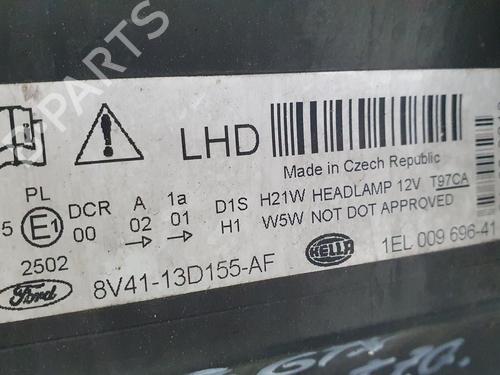 LHD
Made in Czech Republic
PL DCR A 1a D1S H21W HEADLAMP 12V T97CA
5 E1 00 02 01 H1 W5W NOT DOT APPROVED
2502
Ford 8V41-13D155-AF HELLA 1EL 009 696-41